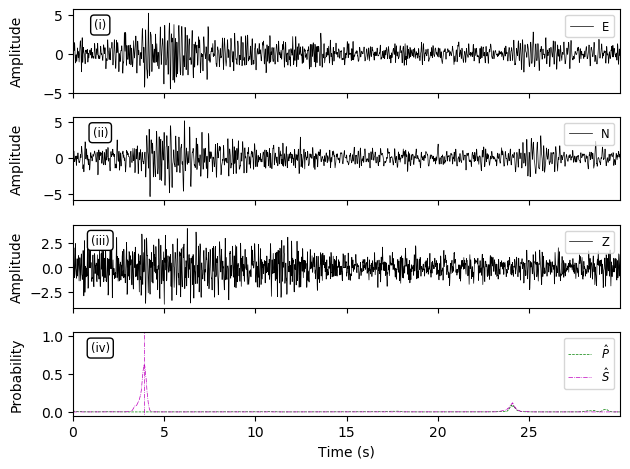 (i)
E
Amplitude
5
0
−5
(ii)
N
Amplitude
5
0
−5
(iii)
Z
Amplitude
2.5
0.0
−2.5
(iv)
P̂
Ŝ
Probability
1.0
0.5
0.0
0 5 10 15 20 25
Time (s)